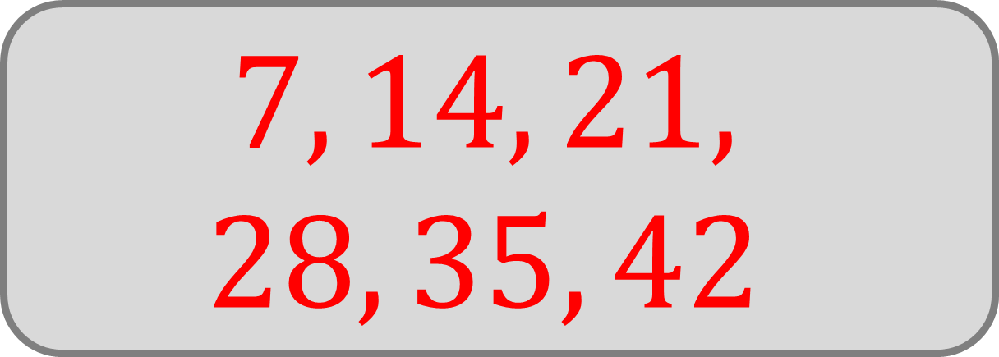 7, 14, 21,
28, 35, 42